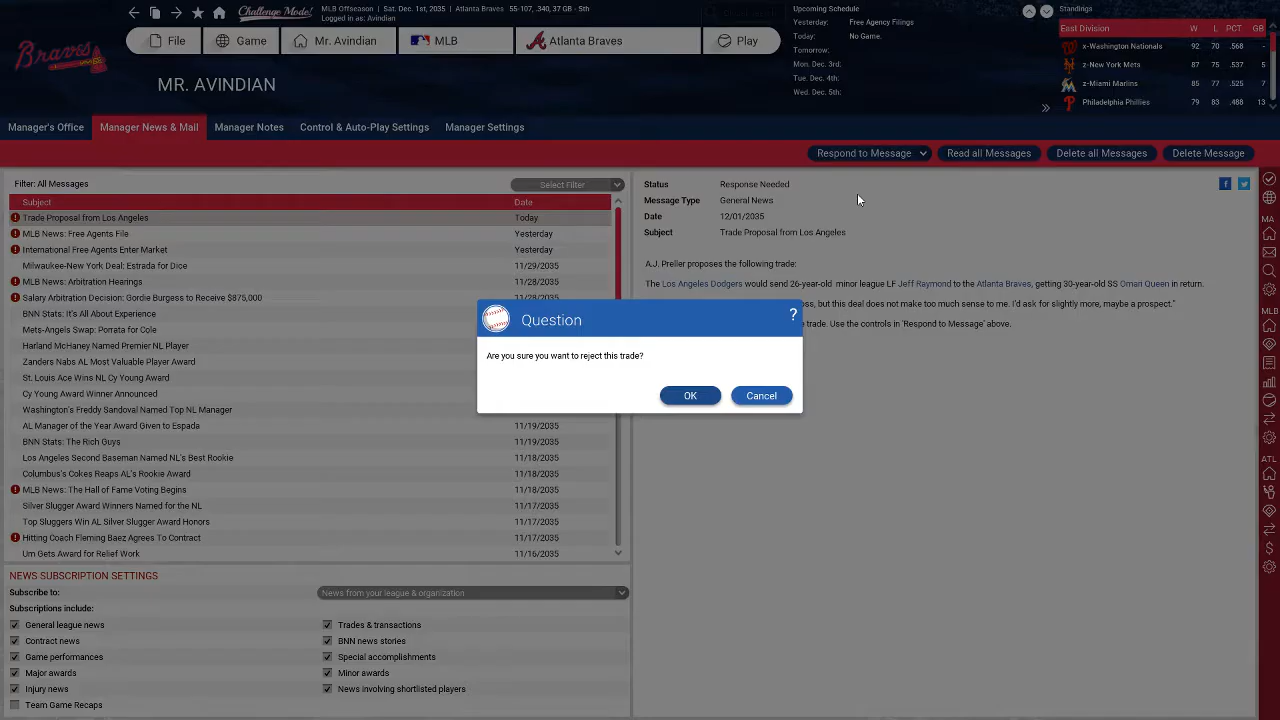 Challenge Mode!
MLB Offseason | Sat. Dec. 1st, 2035 | Atlanta Braves 55-107, .340, 37 GB - 5th
Logged in as: Avindian
File
Game
Mr. Avindian
MLB
Atlanta Braves
Play
Braves
MR. AVINDIAN
Upcoming Schedule
Yesterday: Free Agency Filings
Today: No Game.
Tomorrow:
Mon. Dec. 3rd:
Tue. Dec. 4th:
Wed. Dec. 5th:
Standings
East Division W L PCT GB
x-Washington Nationals 92 70 .568 -
z-New York Mets 87 75 .537 5
z-Miami Marlins 85 77 .525 7
Philadelphia Phillies 79 83 .488 13
Manager's Office
Manager News & Mail
Manager Notes
Control & Auto-Play Settings
Manager Settings
Respond to Message
Read all Messages
Delete all Messages
Delete Message
Filter: All Messages
Select Filter
Subject Date
Trade Proposal from Los Angeles Today
MLB News: Free Agents File Yesterday
International Free Agents Enter Market Yesterday
Milwaukee-New York Deal: Estrada for Dice 11/29/2035
MLB News: Arbitration Hearings 11/28/2035
Salary Arbitration Decision: Gordie Burgess to Receive $875,000 11/28/2035
BNN Stats: It's All About Experience
Mets-Angels Swap: Porrata for Cole
Harland McHaney Named Premier NL Player
Zanders Nabs AL Most Valuable Player Award
St. Louis Ace Wins NL Cy Young Award
Cy Young Award Winner Announced
Washington's Freddy Sandoval Named Top NL Manager
AL Manager of the Year Award Given to Espada 11/19/2035
BNN Stats: The Rich Guys 11/19/2035
Los Angeles Second Baseman Named NL's Best Rookie 11/18/2035
Columbus's Cokes Reaps AL's Rookie Award 11/18/2035
MLB News: The Hall of Fame Voting Begins 11/18/2035
Silver Slugger Award Winners Named for the NL 11/17/2035
Top Sluggers Win AL Silver Slugger Award Honors 11/17/2035
Hitting Coach Fleming Baez Agrees To Contract 11/17/2035
Um Gets Award for Relief Work 11/16/2035
Status Response Needed
Message Type General News
Date 12/01/2035
Subject Trade Proposal from Los Angeles
A.J. Preller proposes the following trade:
The Los Angeles Dodgers would send 26-year-old minor league LF Jeff Raymond to the Atlanta Braves, getting 30-year-old SS Omari Queen in return.
oss, but this deal does not make too much sense to me. I'd ask for slightly more, maybe a prospect."
e trade. Use the controls in 'Respond to Message' above.
Question
?
Are you sure you want to reject this trade?
OK
Cancel
NEWS SUBSCRIPTION SETTINGS
Subscribe to: News from your league & organization
Subscriptions include:
General league news
Trades & transactions
Contract news
BNN news stories
Game performances
Special accomplishments
Major awards
Minor awards
Injury news
News involving shortlisted players
Team Game Recaps
MA
MLB
ATL